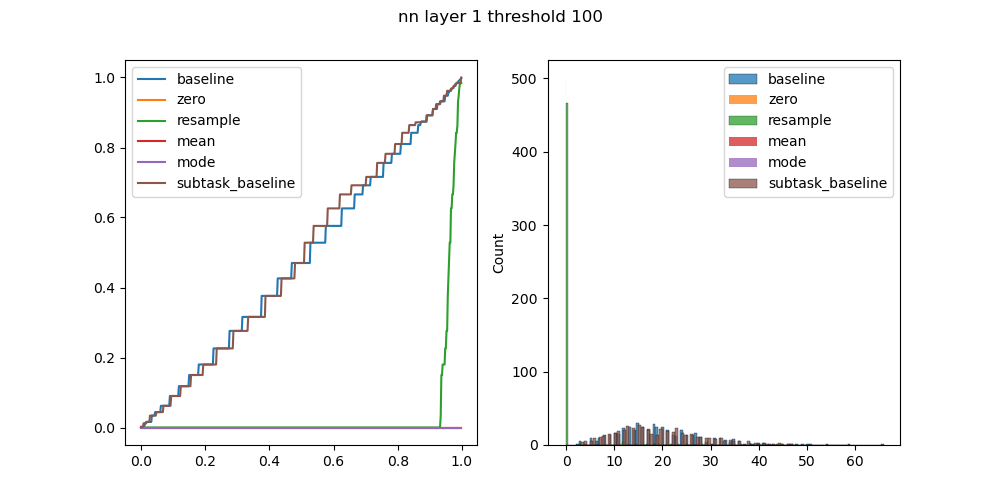 nn layer 1 threshold 100
1.0
0.8
0.6
0.4
0.2
0.0
0.0 0.2 0.4 0.6 0.8 1.0
baseline
zero
resample
mean
mode
subtask_baseline
Count
500
400
300
200
100
0
0 10 20 30 40 50 60
baseline
zero
resample
mean
mode
subtask_baseline